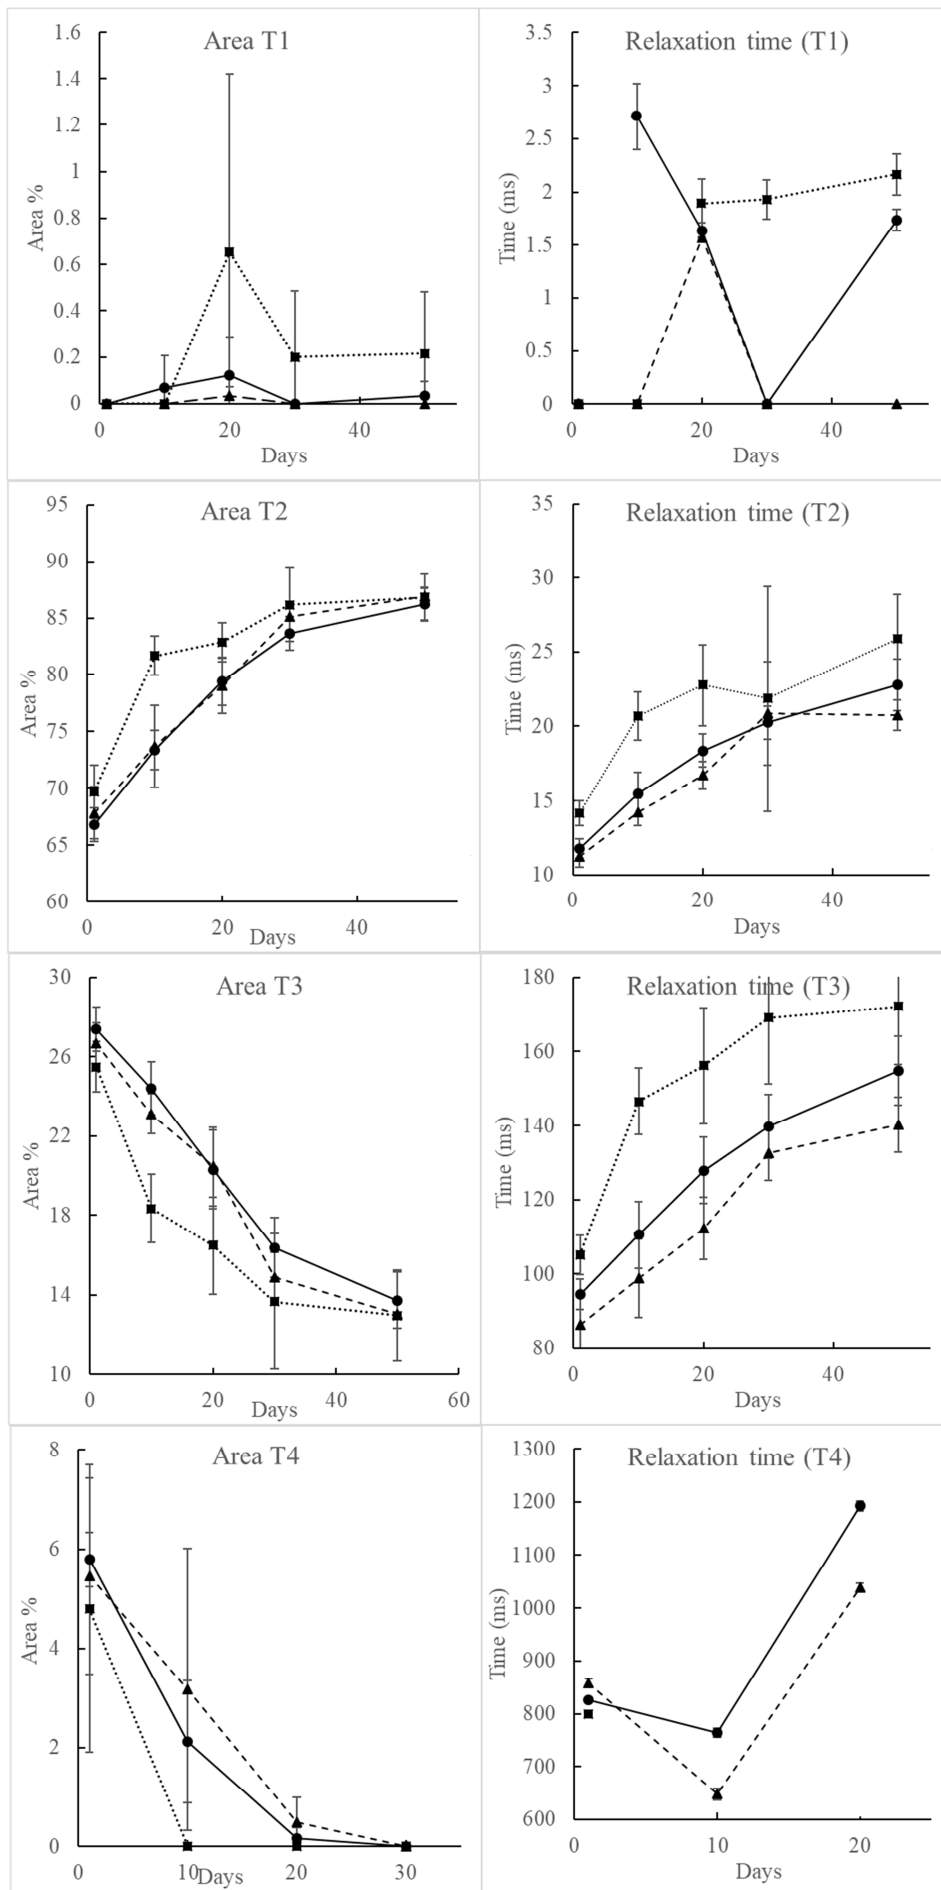 Area T1
1.6
1.4
1.2
1
0.8
0.6
0.4
0.2
0
Area %
0 20 40
Days
Relaxation time (T1)
3.5
3
2.5
2
1.5
1
0.5
0
Time (ms)
0 20 40
Days
Area T2
95
90
85
80
75
70
65
60
Area %
0 20 40
Days
Relaxation time (T2)
35
30
25
20
15
10
Time (ms)
0 20 40
Days
Area T3
30
26
22
18
14
10
Area %
0 20 40 60
Days
Relaxation time (T3)
180
160
140
120
100
80
Time (ms)
0 20 40
Days
Area T4
8
6
4
2
0
Area %
0 10 20 30
Days
Relaxation time (T4)
1300
1200
1100
1000
900
800
700
600
Time (ms)
0 10 20
Days